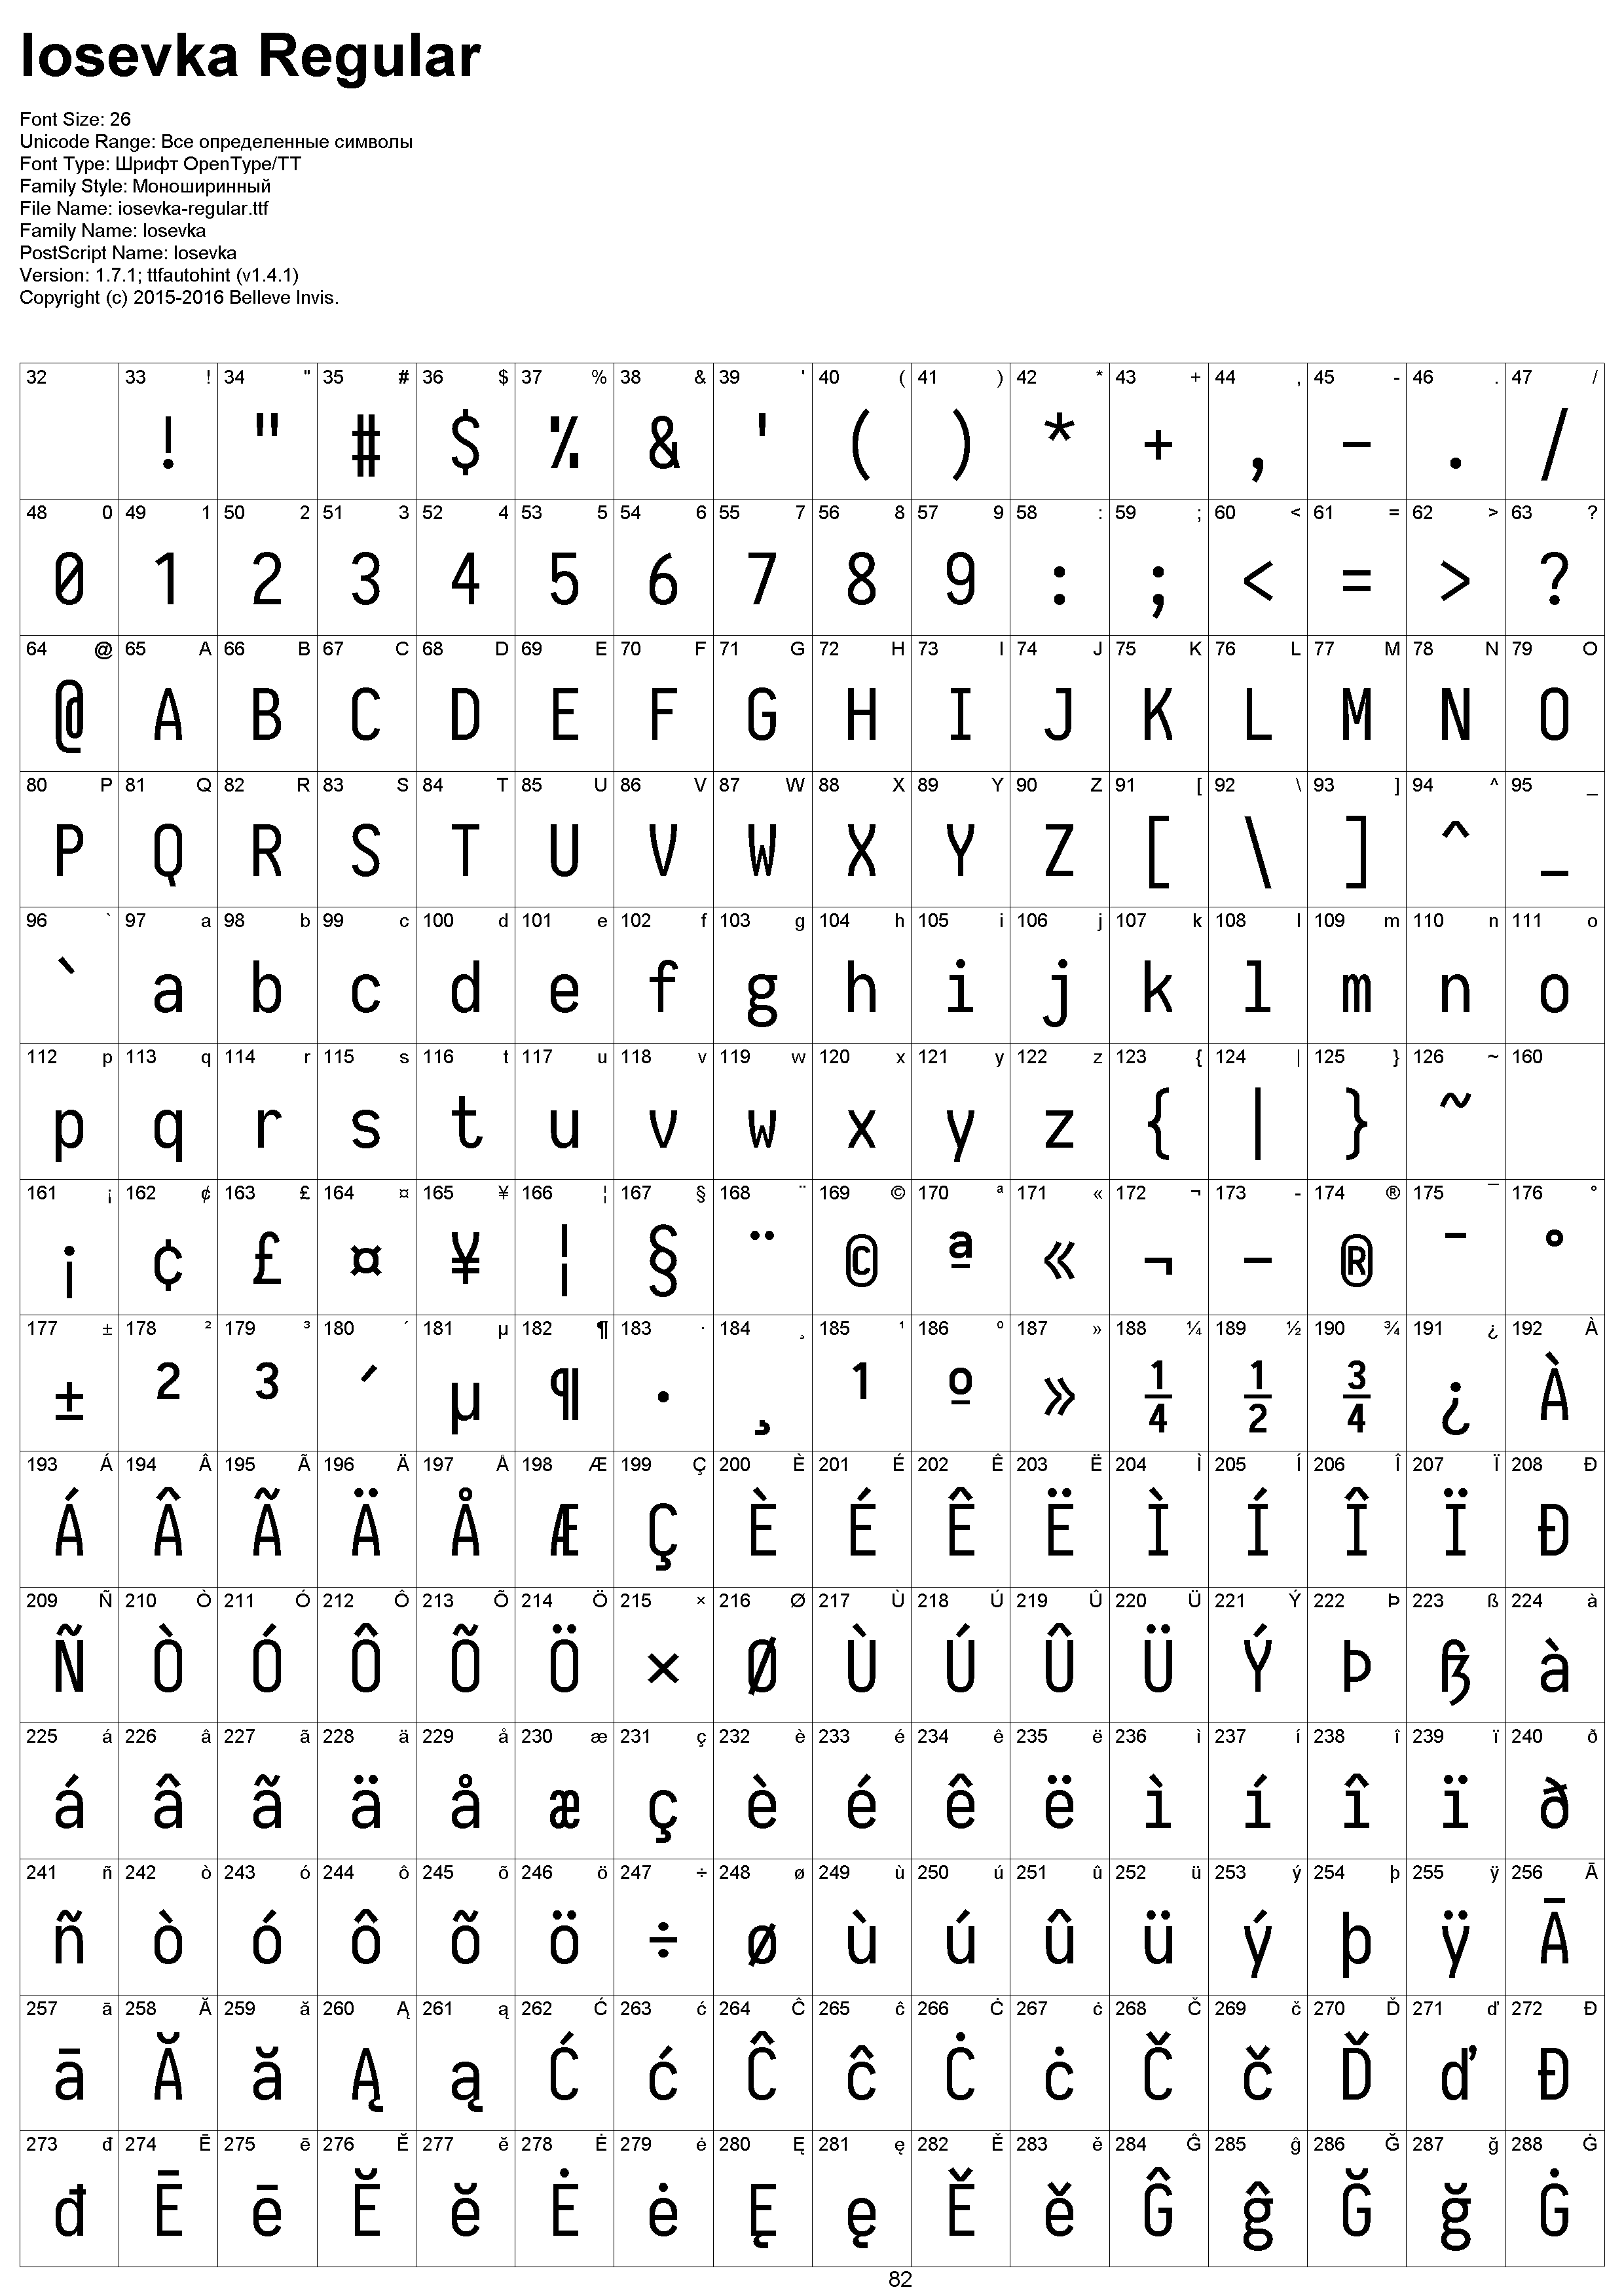 Iosevka Regular
Font Size: 26
Unicode Range: Все определенные символы
Font Type: Шрифт OpenType/TT
Family Style: Моноширинный
File Name: iosevka-regular.ttf
Family Name: Iosevka
PostScript Name: Iosevka
Version: 1.7.1; ttfautohint (v1.4.1)
Copyright (c) 2015-2016 Belleve Invis.
32 33 ! 34 " 35 # 36 $ 37 % 38 & 39 ' 40 ( 41 ) 42 * 43 + 44 , 45 - 46 . 47 /
! " # $ % & ' ( ) * + , - . /
48 0 49 1 50 2 51 3 52 4 53 5 54 6 55 7 56 8 57 9 58 : 59 ; 60 < 61 = 62 > 63 ?
0 1 2 3 4 5 6 7 8 9 : ; < = > ?
64 @ 65 A 66 B 67 C 68 D 69 E 70 F 71 G 72 H 73 I 74 J 75 K 76 L 77 M 78 N 79 O
@ A B C D E F G H I J K L M N O
80 P 81 Q 82 R 83 S 84 T 85 U 86 V 87 W 88 X 89 Y 90 Z 91 [ 92 \ 93 ] 94 ^ 95 _
P Q R S T U V W X Y Z [ \ ] ^ _
96 ` 97 a 98 b 99 c 100 d 101 e 102 f 103 g 104 h 105 i 106 j 107 k 108 l 109 m 110 n 111 o
` a b c d e f g h i j k l m n o
112 p 113 q 114 r 115 s 116 t 117 u 118 v 119 w 120 x 121 y 122 z 123 { 124 | 125 } 126 ~ 160
p q r s t u v w x y z { | } ~
161 ¡ 162 ¢ 163 £ 164 ¤ 165 ¥ 166 ¦ 167 § 168 ¨ 169 © 170 ª 171 « 172 ¬ 173 - 174 ® 175 ¯ 176 °
¡ ¢ £ ¤ ¥ ¦ § ¨ © ª « ¬ - ® ¯ °
177 ± 178 ² 179 ³ 180 ´ 181 µ 182 ¶ 183 · 184 ¸ 185 ¹ 186 º 187 » 188 ¼ 189 ½ 190 ¾ 191 ¿ 192 À
± ² ³ ´ µ ¶ · ¸ ¹ º » ¼ ½ ¾ ¿ À
193 Á 194 Â 195 Ã 196 Ä 197 Å 198 Æ 199 Ç 200 È 201 É 202 Ê 203 Ë 204 Ì 205 Í 206 Î 207 Ï 208 Ð
Á Â Ã Ä Å Æ Ç È É Ê Ë Ì Í Î Ï Ð
209 Ñ 210 Ò 211 Ó 212 Ô 213 Õ 214 Ö 215 × 216 Ø 217 Ù 218 Ú 219 Û 220 Ü 221 Ý 222 Þ 223 ß 224 à
Ñ Ò Ó Ô Õ Ö × Ø Ù Ú Û Ü Ý Þ ß à
225 á 226 â 227 ã 228 ä 229 å 230 æ 231 ç 232 è 233 é 234 ê 235 ë 236 ì 237 í 238 î 239 ï 240 ð
á â ã ä å æ ç è é ê ë ì í î ï ð
241 ñ 242 ò 243 ó 244 ô 245 õ 246 ö 247 ÷ 248 ø 249 ù 250 ú 251 û 252 ü 253 ý 254 þ 255 ÿ 256 Ā
ñ ò ó ô õ ö ÷ ø ù ú û ü ý þ ÿ Ā
257 ā 258 Ă 259 ă 260 Ą 261 ą 262 Ć 263 ć 264 Ĉ 265 ĉ 266 Ċ 267 ċ 268 Č 269 č 270 Ď 271 ď 272 Đ
ā Ă ă Ą ą Ć ć Ĉ ĉ Ċ ċ Č č Ď ď Đ
273 đ 274 Ē 275 ē 276 Ĕ 277 ĕ 278 Ė 279 ė 280 Ę 281 ę 282 Ě 283 ě 284 Ĝ 285 ĝ 286 Ğ 287 ğ 288 Ġ
đ Ē ē Ĕ ĕ Ė ė Ę ę Ě ě Ĝ ĝ Ğ ğ Ġ
82